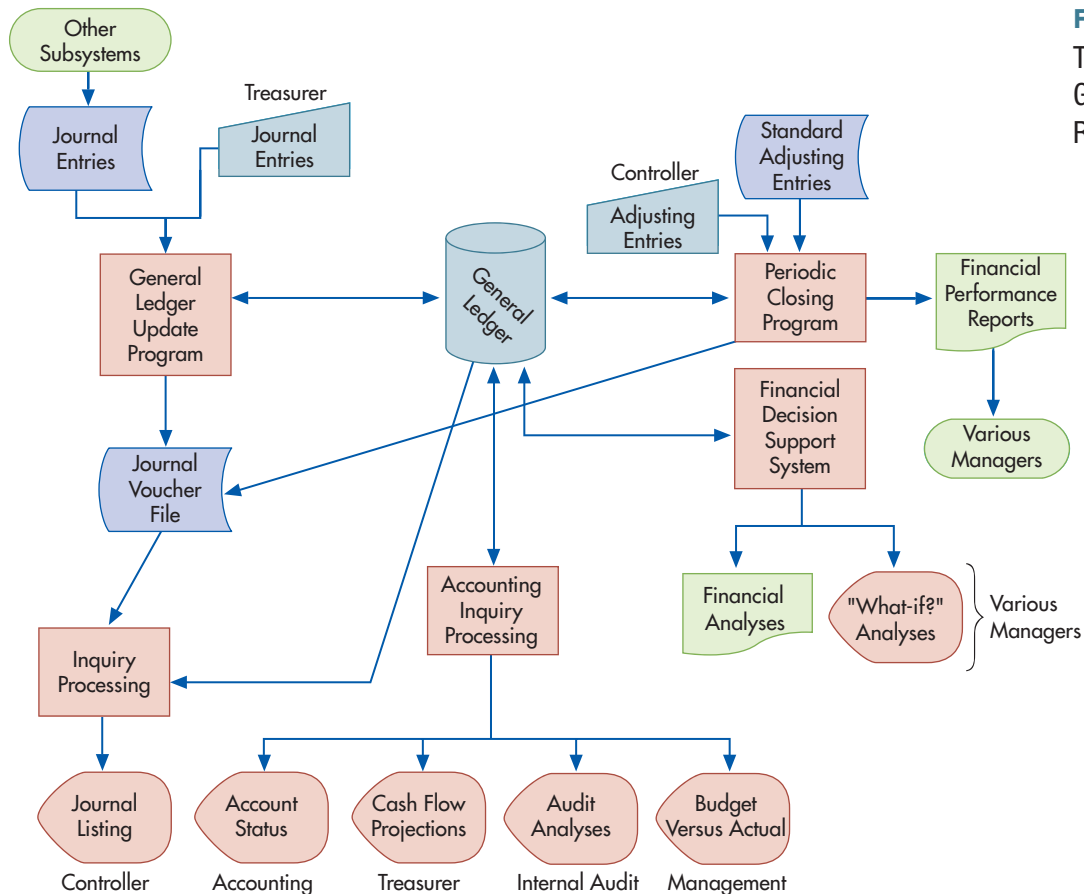 Other
Subsystems
Journal
Entries
Treasurer
Journal
Entries
Standard
Adjusting
Entries
Controller
Adjusting
Entries
General
Ledger
Update
Program
General
Ledger
Periodic
Closing
Program
Financial
Performance
Reports
Financial
Decision
Support
System
Various
Managers
Journal
Voucher
File
Accounting
Inquiry
Processing
Financial
Analyses
"What-if?"
Analyses
Various
Managers
Inquiry
Processing
Journal
Listing
Account
Status
Cash Flow
Projections
Audit
Analyses
Budget
Versus Actual
Controller
Accounting
Treasurer
Internal Audit
Management